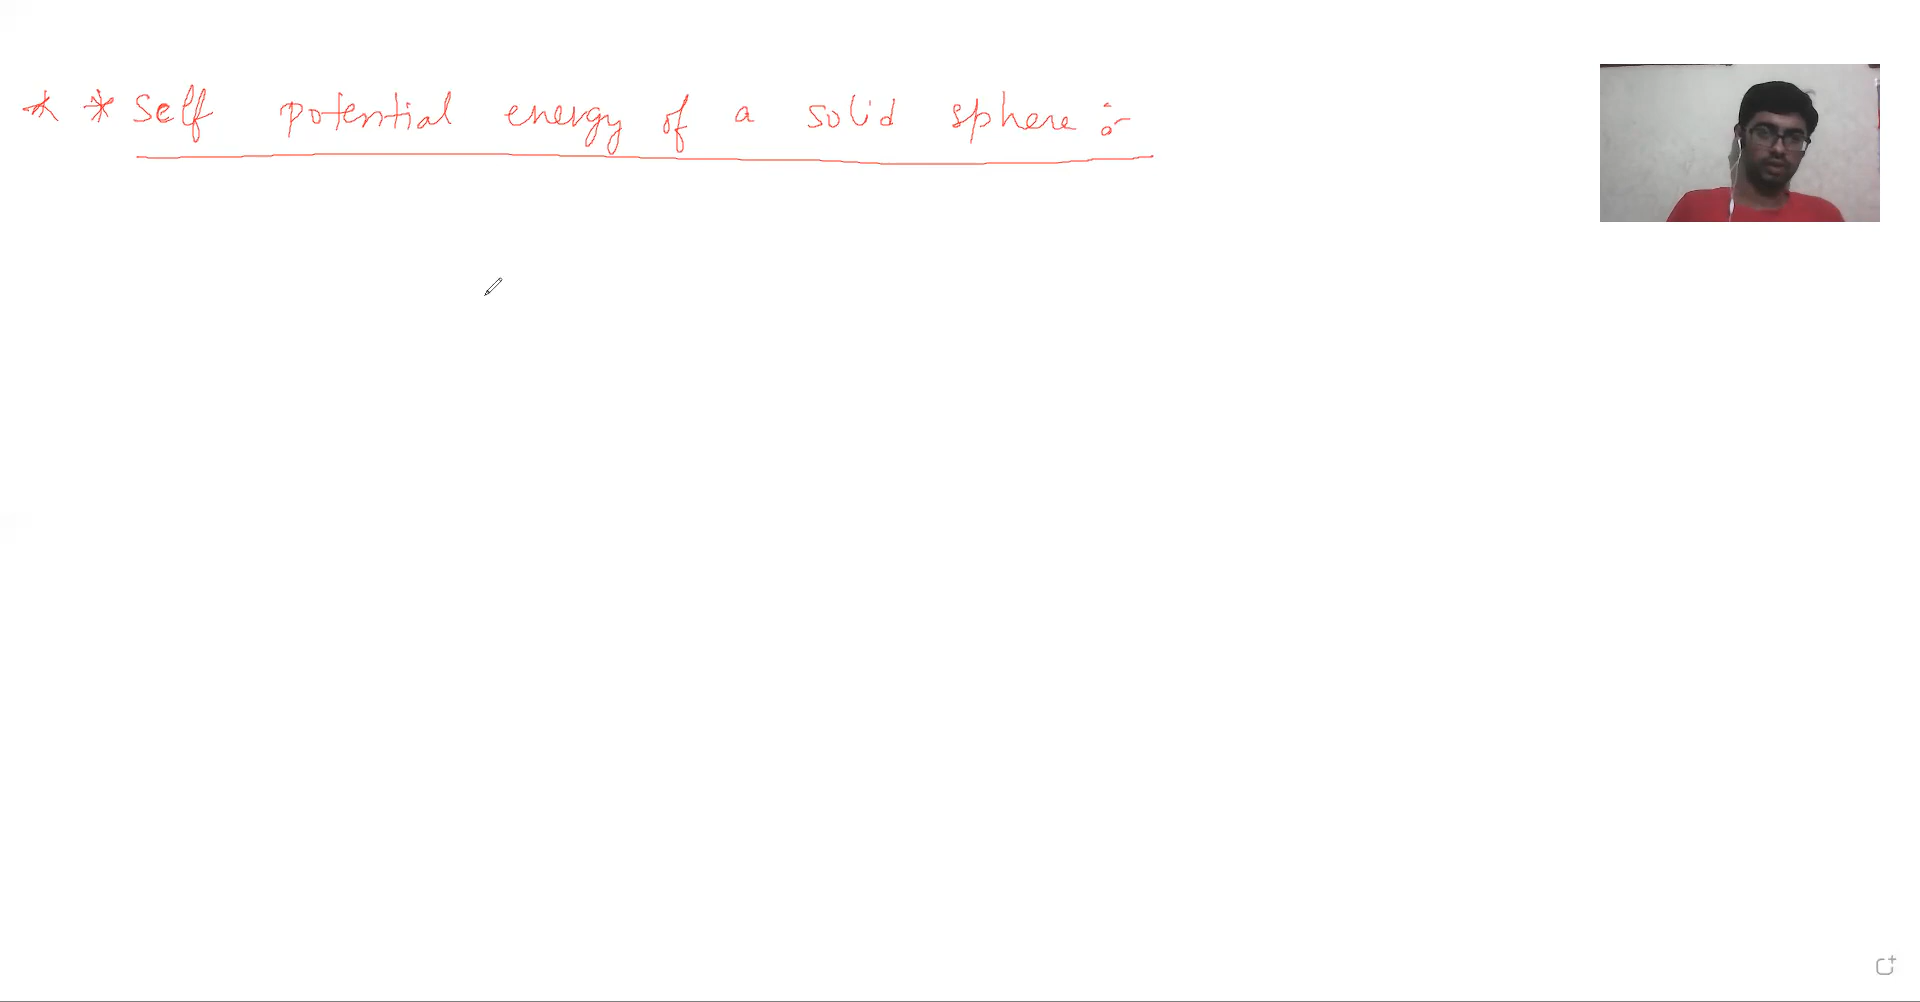 * * Self potential energy of a solid sphere :-